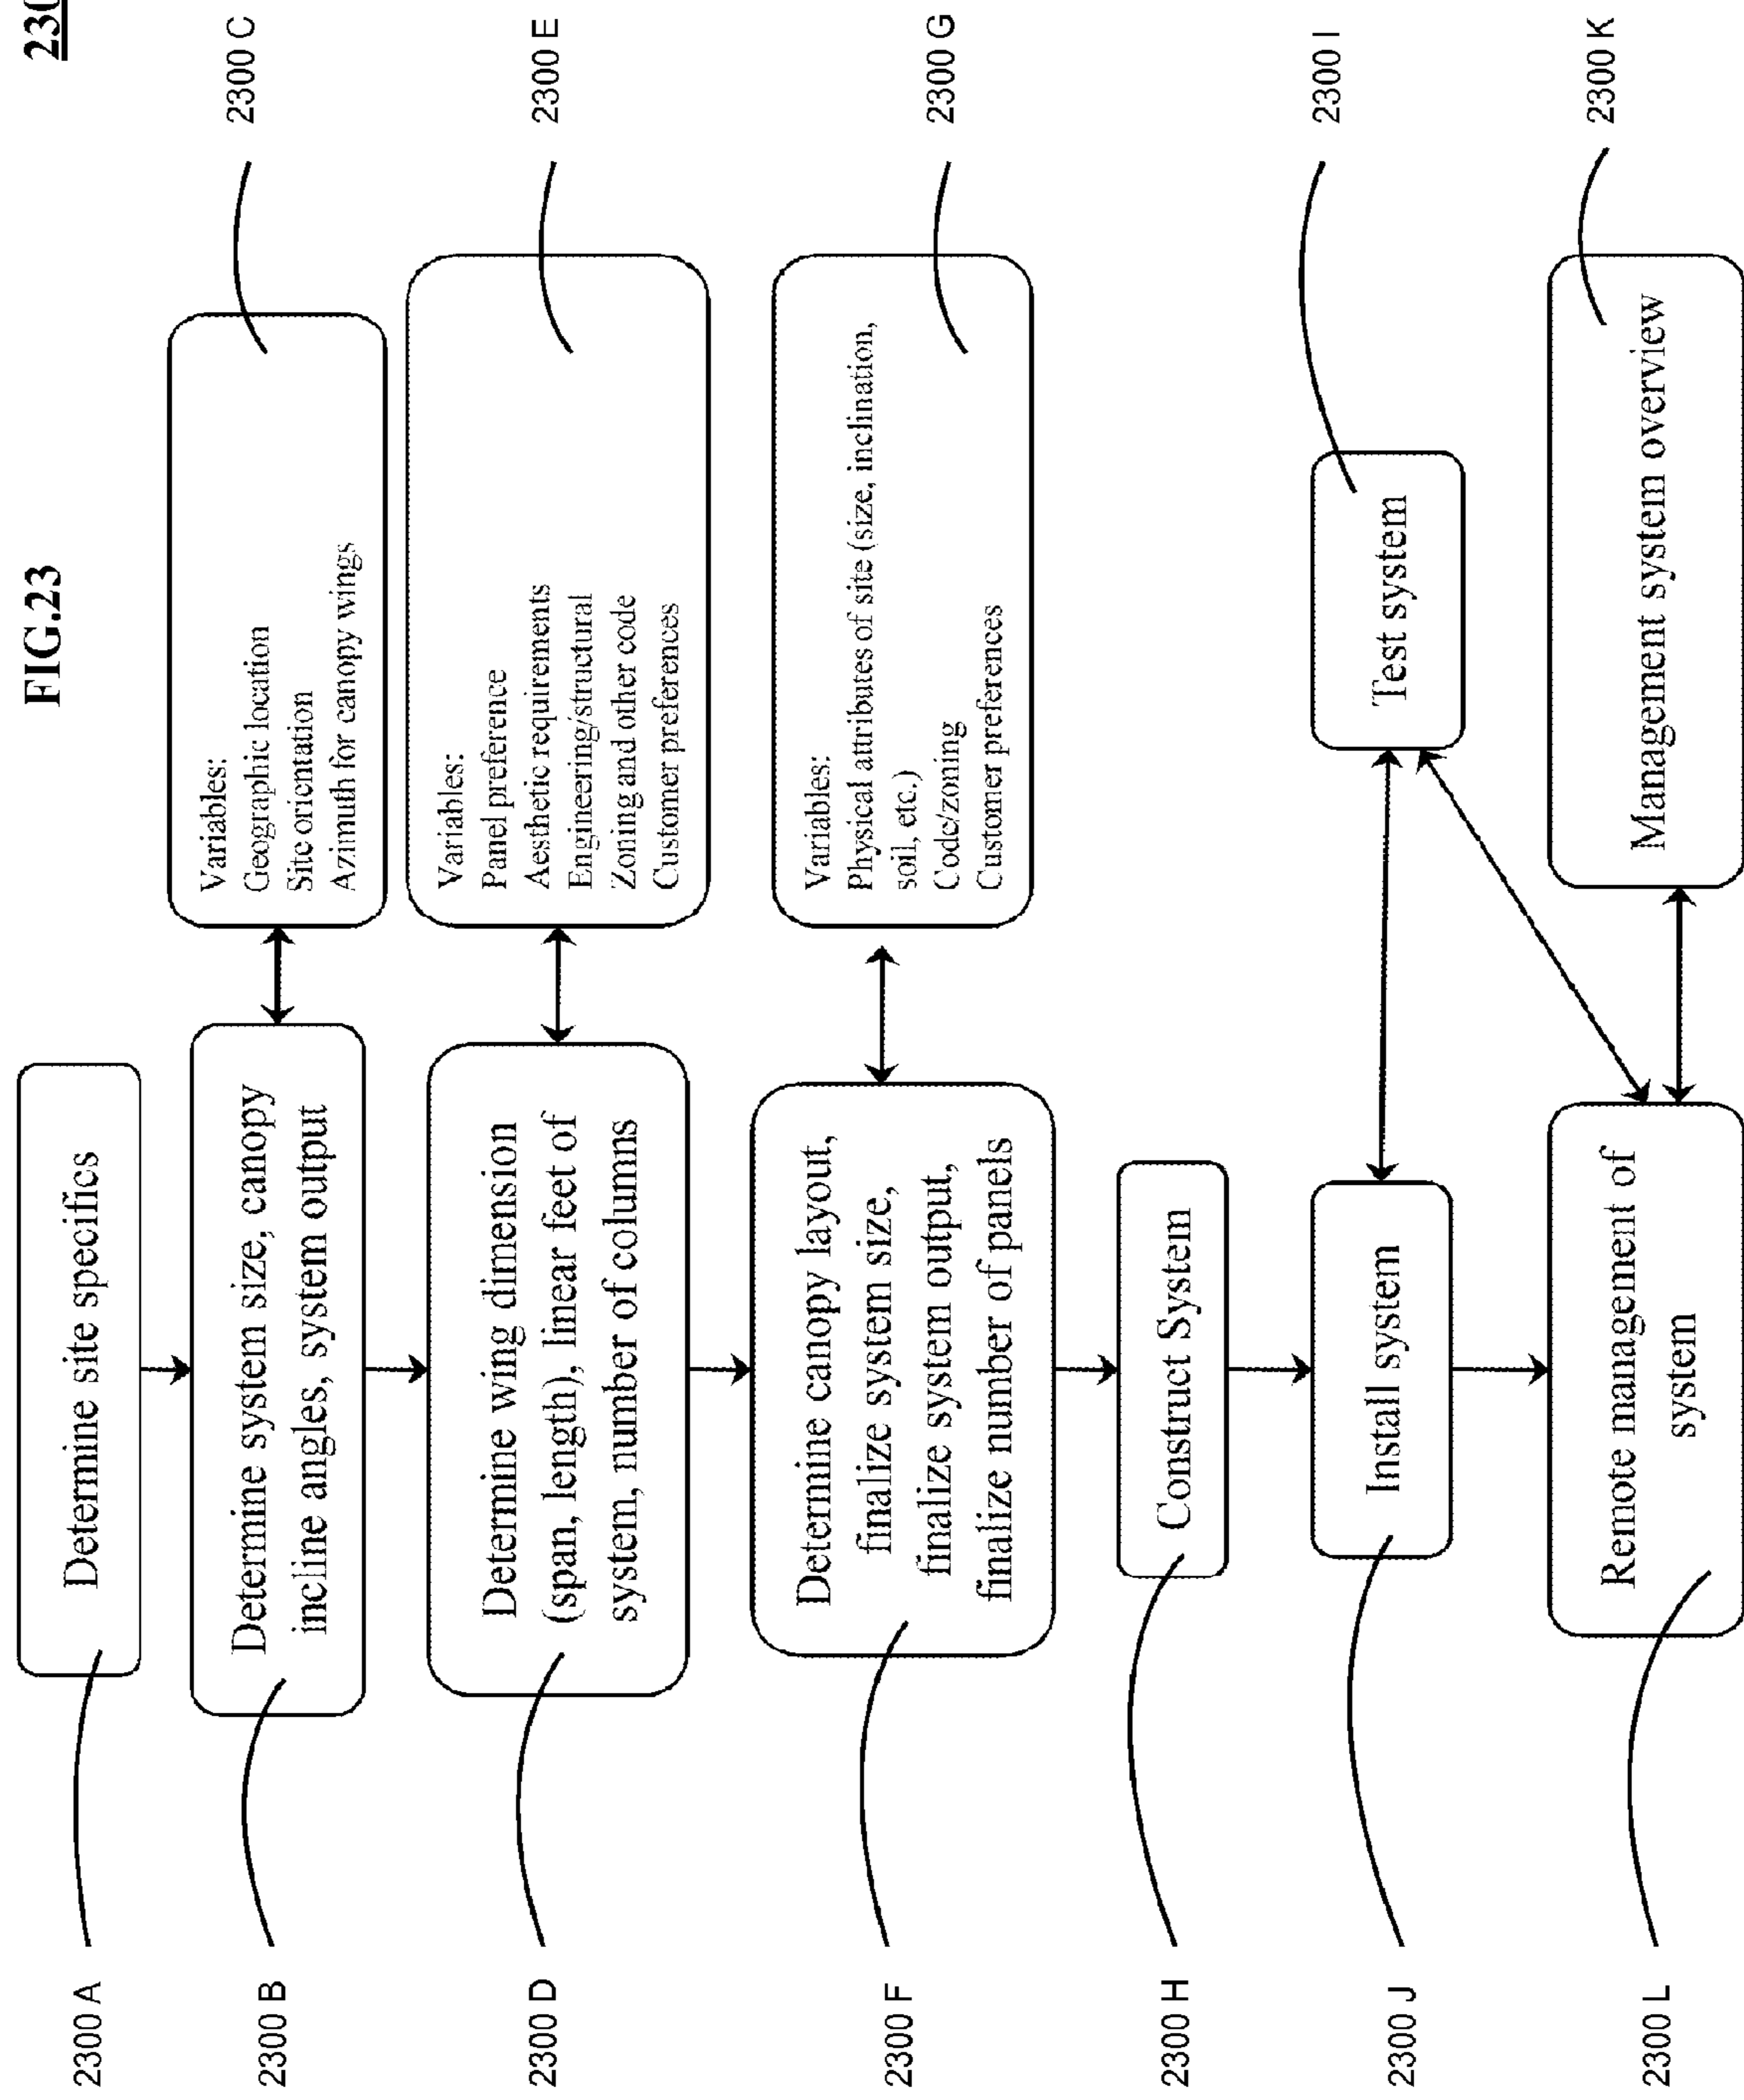 FIG.23
230
2300 A
Determine site specifics
2300 B
Determine system size, canopy
incline angles, system output
2300 C
Variables:
Geographic location
Site orientation
Azimuth for canopy wings
2300 D
Determine wing dimension
(span, length), linear feet of
system, number of columns
2300 E
Variables:
Panel preference
Aesthetic requirements
Engineering/structural
Zoning and other code
Customer preferences
2300 F
Determine canopy layout,
finalize system size,
finalize system output,
finalize number of panels
2300 G
Variables:
Physical attributes of site (size, inclination,
soil, etc.)
Code/zoning
Customer preferences
2300 H
Construct System
2300 J
Install system
Test system
2300 I
2300 L
Remote management of
system
Management system overview
2300 K